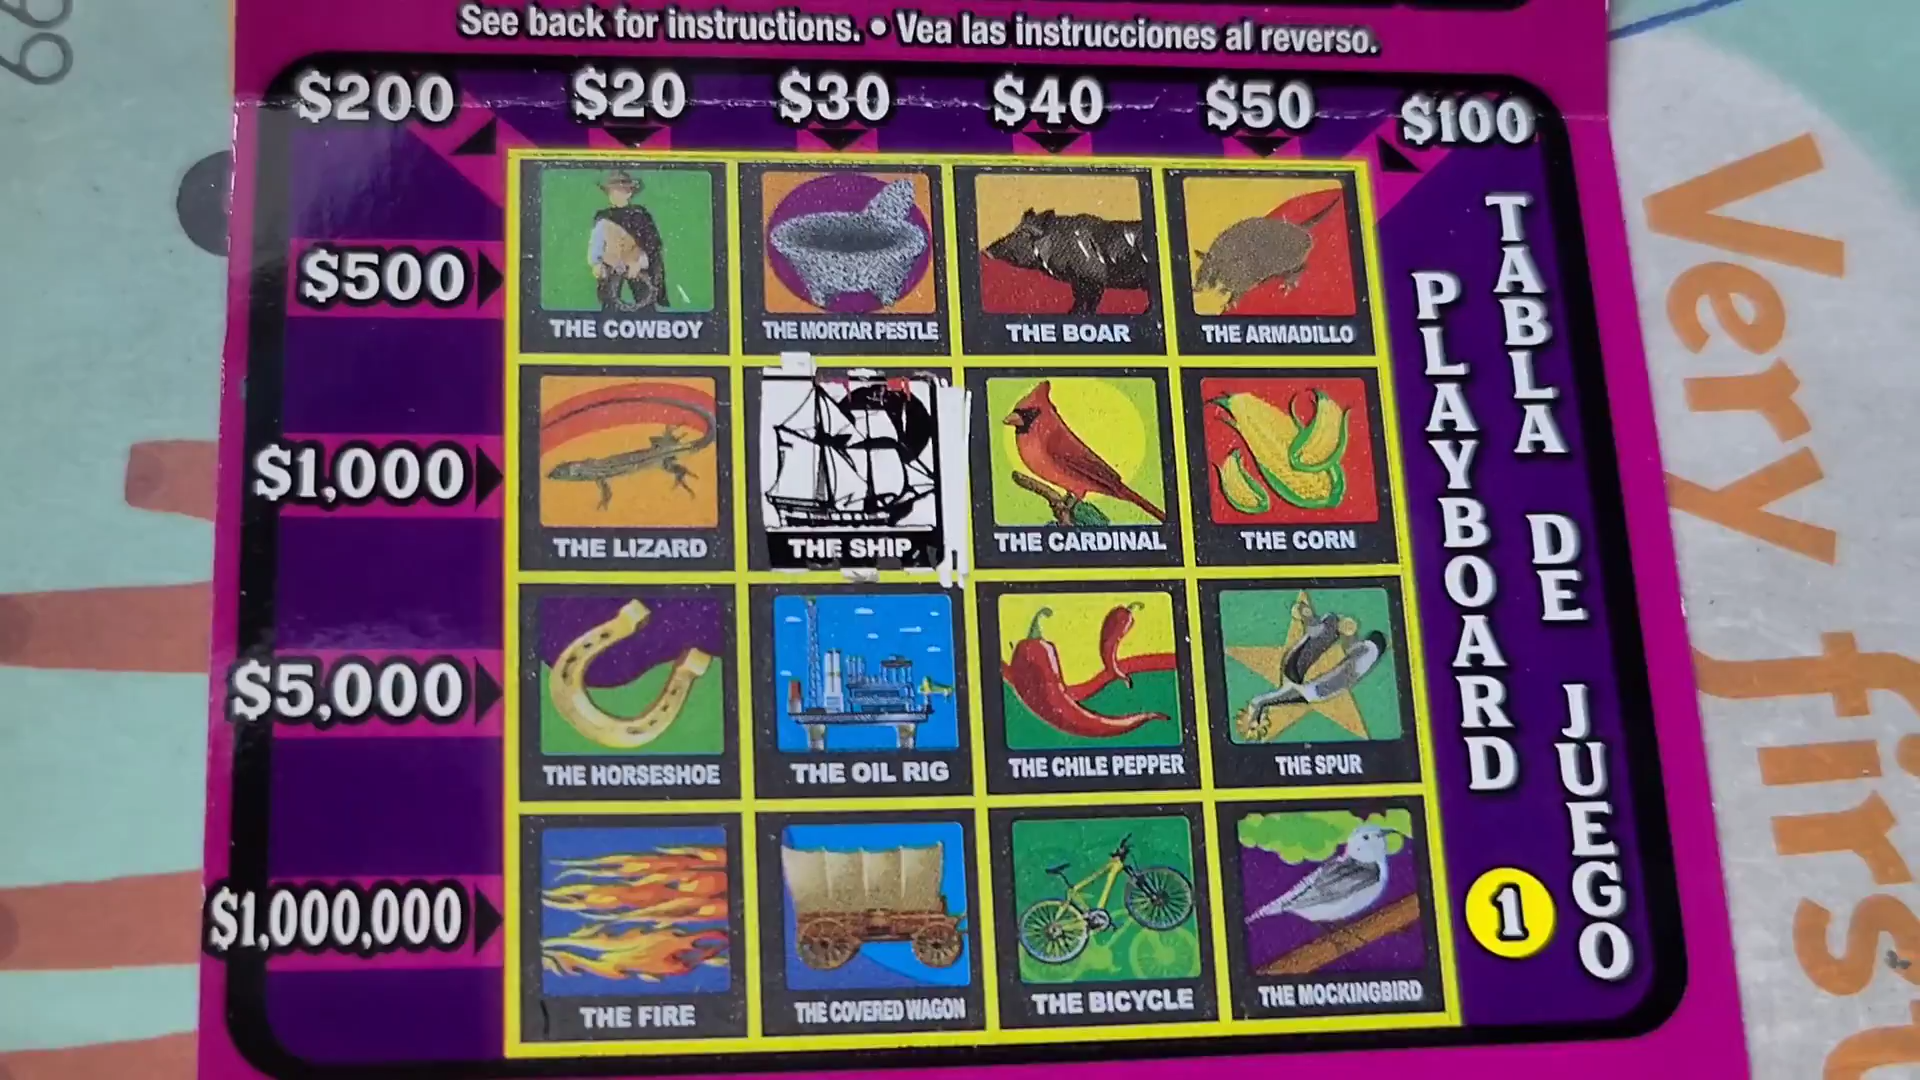 See back for instructions. • Vea las instrucciones al reverso.
$200 $20 $30 $40 $50 $100
$500
THE COWBOY THE MORTAR PESTLE THE BOAR THE ARMADILLO
$1,000
THE LIZARD THE SHIP THE CARDINAL THE CORN
$5,000
THE HORSESHOE THE OIL RIG THE CHILE PEPPER THE SPUR
$1,000,000
THE FIRE THE COVERED WAGON THE BICYCLE THE MOCKINGBIRD
PLAYBOARD
TABLA DE JUEGO
1
Very first